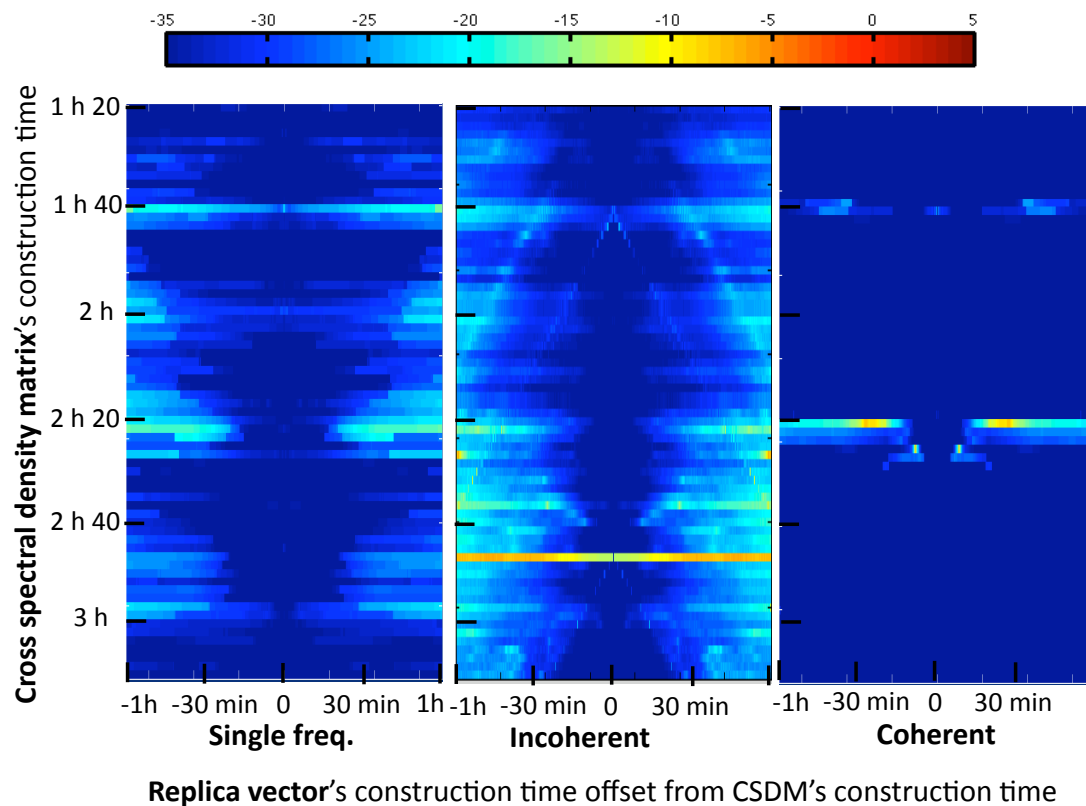 -35 -30 -25 -20 -15 -10 -5 0 5
Cross spectral density matrix's construction time
1 h 20
1 h 40
2 h
2 h 20
2 h 40
3 h
-1h -30 min 0 30 min 1h
-1h -30 min 0 30 min
-1h -30 min 0 30 min
Single freq.
Incoherent
Coherent
Replica vector's construction time offset from CSDM's construction time